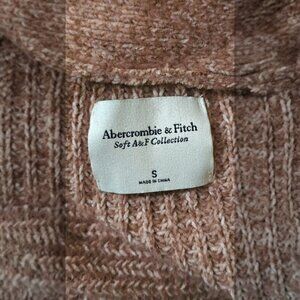 Abercrombie & Fitch
Soft A&F Collection
S
MADE IN CHINA